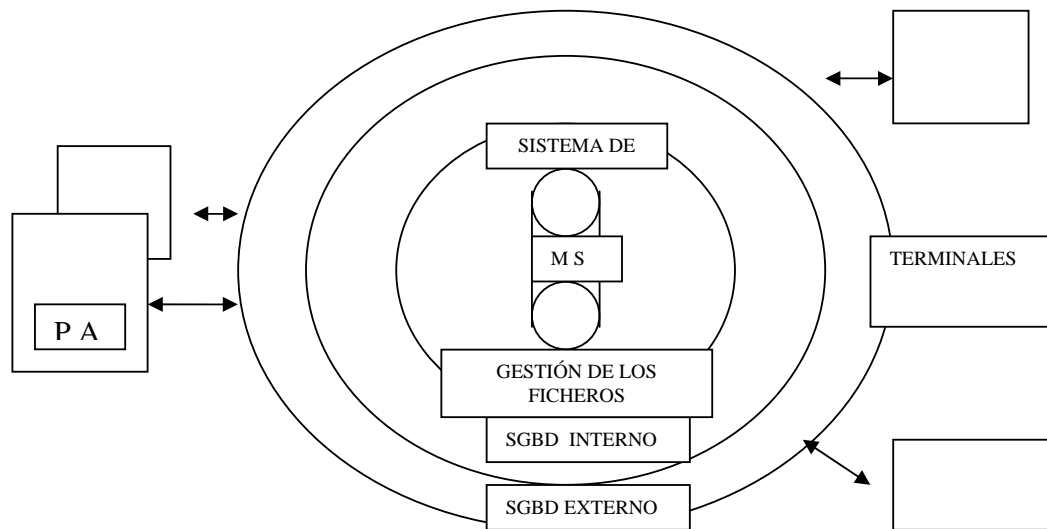 SISTEMA DE
M S
TERMINALES
P A
GESTIÓN DE LOS
FICHEROS
SGBD INTERNO
SGBD EXTERNO